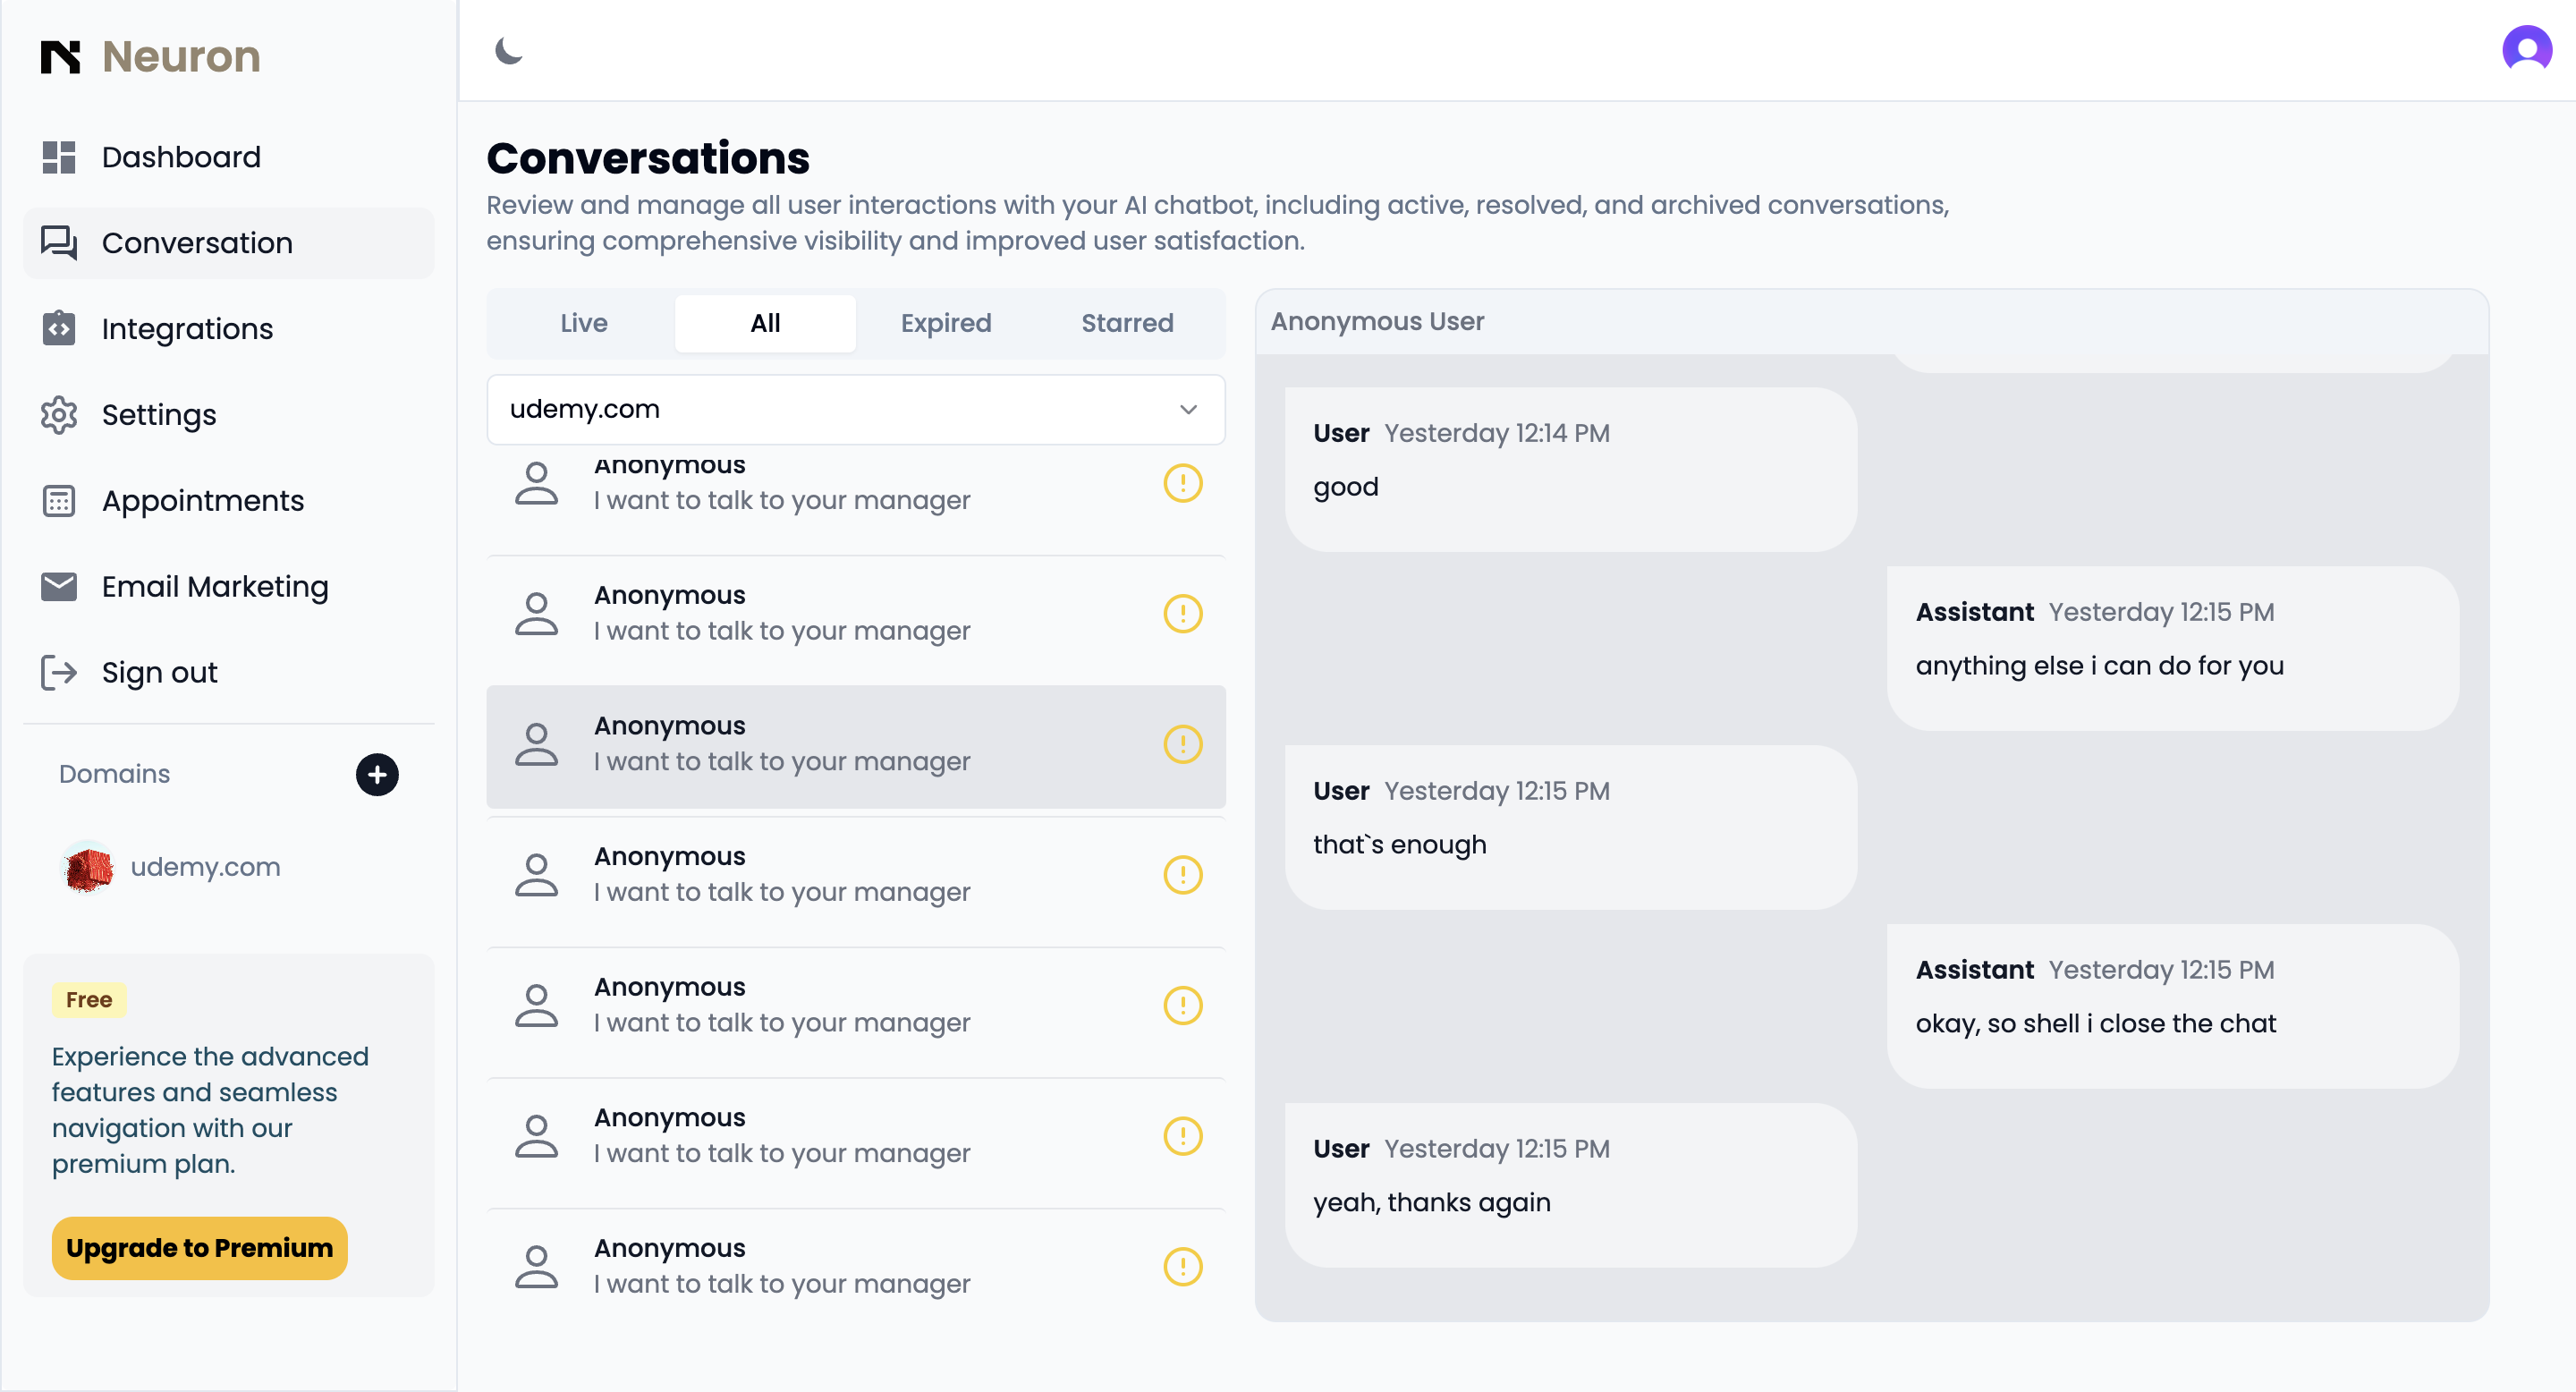 Neuron
Dashboard
Conversation
Integrations
Settings
Appointments
Email Marketing
Sign out
Domains
udemy.com
Free
Experience the advanced
features and seamless
navigation with our
premium plan.
Upgrade to Premium
Conversations
Review and manage all user interactions with your AI chatbot, including active, resolved, and archived conversations,
ensuring comprehensive visibility and improved user satisfaction.
Live All Expired Starred
udemy.com
Anonymous
I want to talk to your manager
Anonymous
I want to talk to your manager
Anonymous
I want to talk to your manager
Anonymous
I want to talk to your manager
Anonymous
I want to talk to your manager
Anonymous
I want to talk to your manager
Anonymous
I want to talk to your manager
Anonymous User
User Yesterday 12:14 PM
good
Assistant Yesterday 12:15 PM
anything else i can do for you
User Yesterday 12:15 PM
that`s enough
Assistant Yesterday 12:15 PM
okay, so shell i close the chat
User Yesterday 12:15 PM
yeah, thanks again